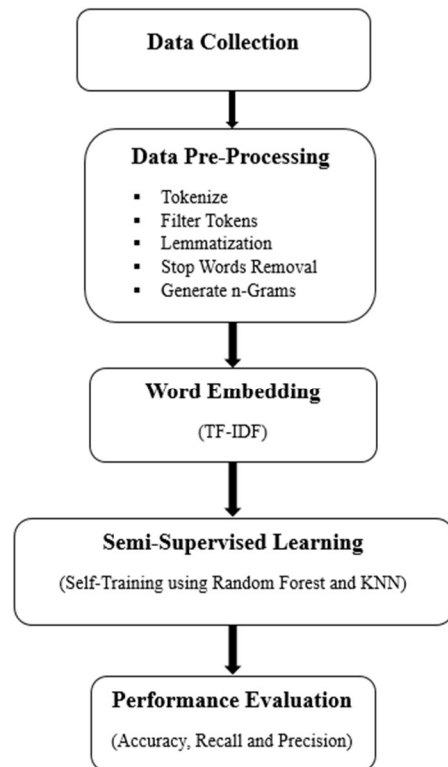 Data Collection
Data Pre-Processing
▪ Tokenize
▪ Filter Tokens
▪ Lemmatization
▪ Stop Words Removal
▪ Generate n-Grams
Word Embedding
(TF-IDF)
Semi-Supervised Learning
(Self-Training using Random Forest and KNN)
Performance Evaluation
(Accuracy, Recall and Precision)